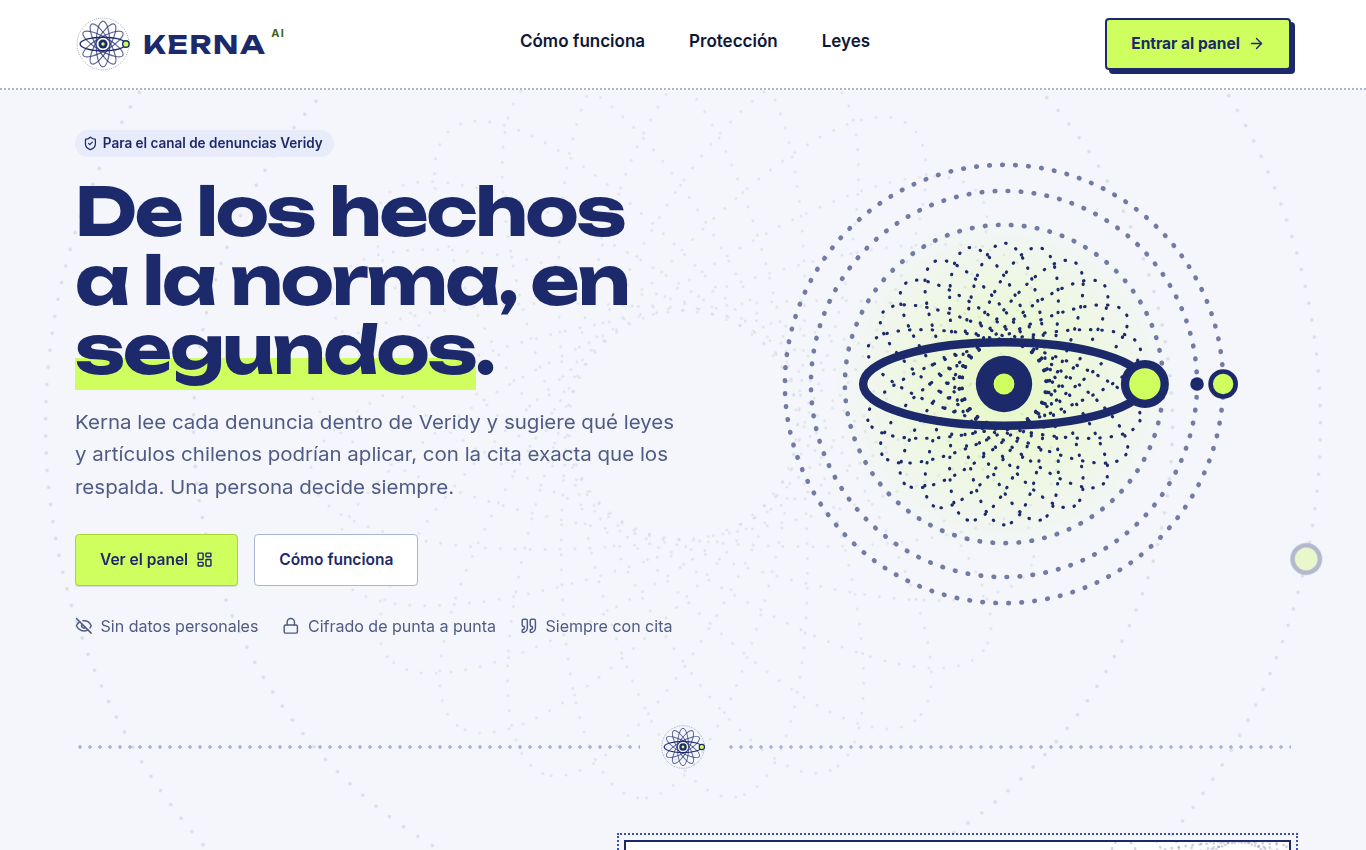 KERNA AI
Cómo funciona
Protección
Leyes
Entrar al panel
Para el canal de denuncias Veridy
De los hechos
a la norma, en
segundos.
Kerna lee cada denuncia dentro de Veridy y sugiere qué leyes
y artículos chilenos podrían aplicar, con la cita exacta que los
respalda. Una persona decide siempre.
Ver el panel
Cómo funciona
Sin datos personales
Cifrado de punta a punta
Siempre con cita